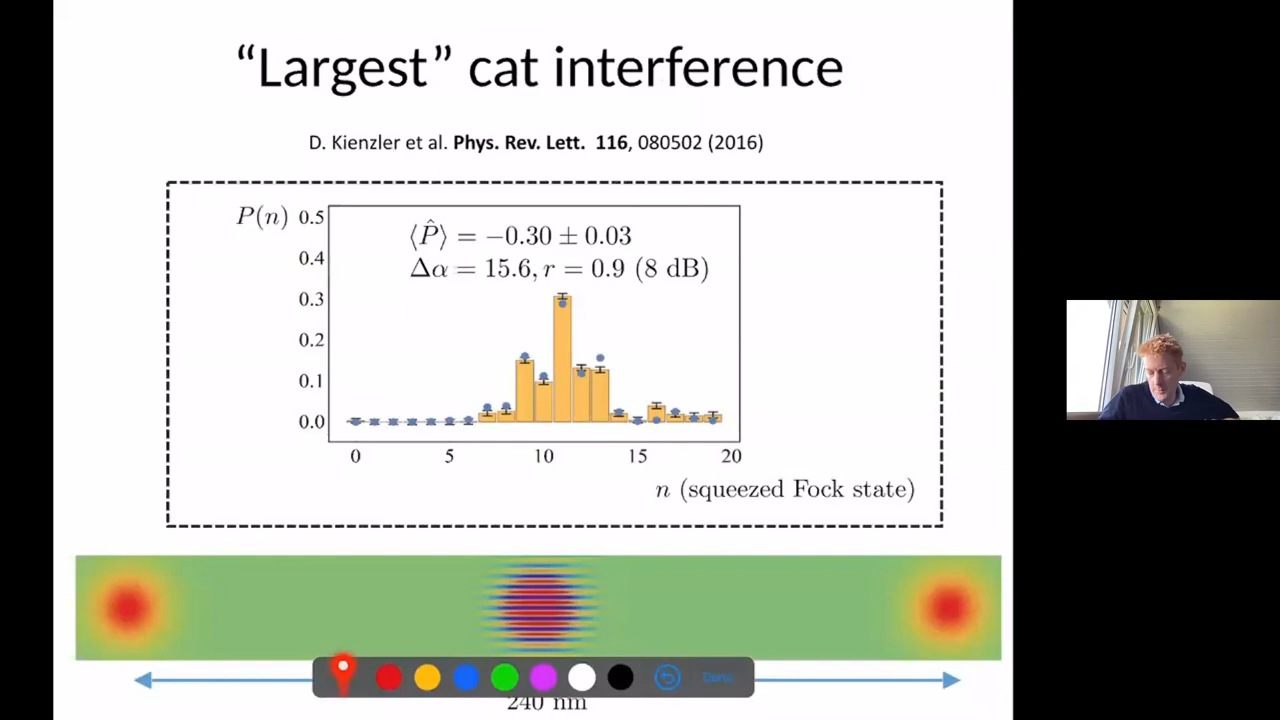 “Largest” cat interference
D. Kienzler et al. Phys. Rev. Lett. 116, 080502 (2016)
P(n)
0.5
0.4
0.3
0.2
0.1
0.0
⟨P̂⟩ = −0.30 ± 0.03
Δα = 15.6, r = 0.9 (8 dB)
0 5 10 15 20
n (squeezed Fock state)
Done
240 nm